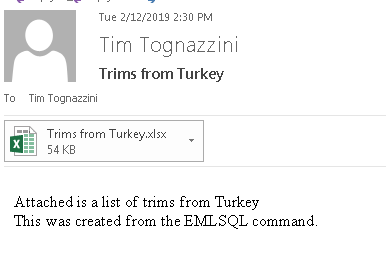 Tue 2/12/2019 2:30 PM
Tim Tognazzini
Trims from Turkey
To Tim Tognazzini
Trims from Turkey.xlsx
54 KB
Attached is a list of trims from Turkey
This was created from the EMLSQL command.